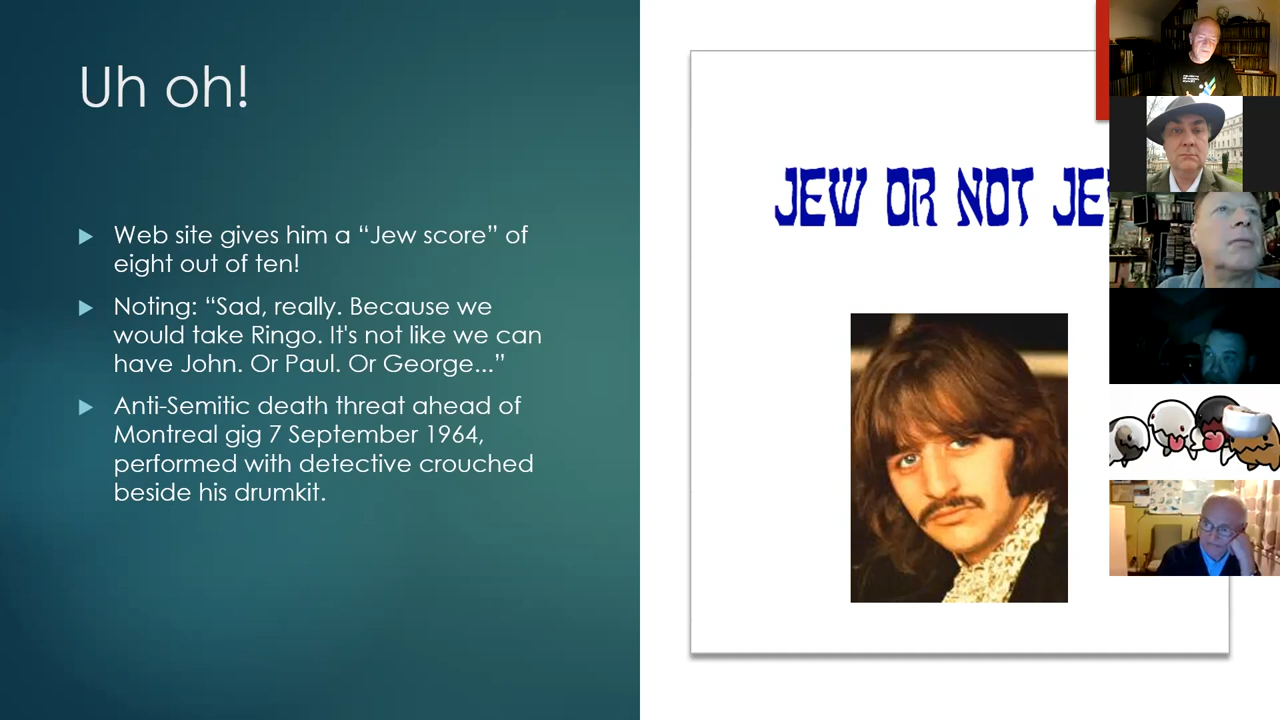 Uh oh!
Web site gives him a “Jew score” of
eight out of ten!
Noting: “Sad, really. Because we
would take Ringo. It's not like we can
have John. Or Paul. Or George...”
Anti-Semitic death threat ahead of
Montreal gig 7 September 1964,
performed with detective crouched
beside his drumkit.
JEW OR NOT JE